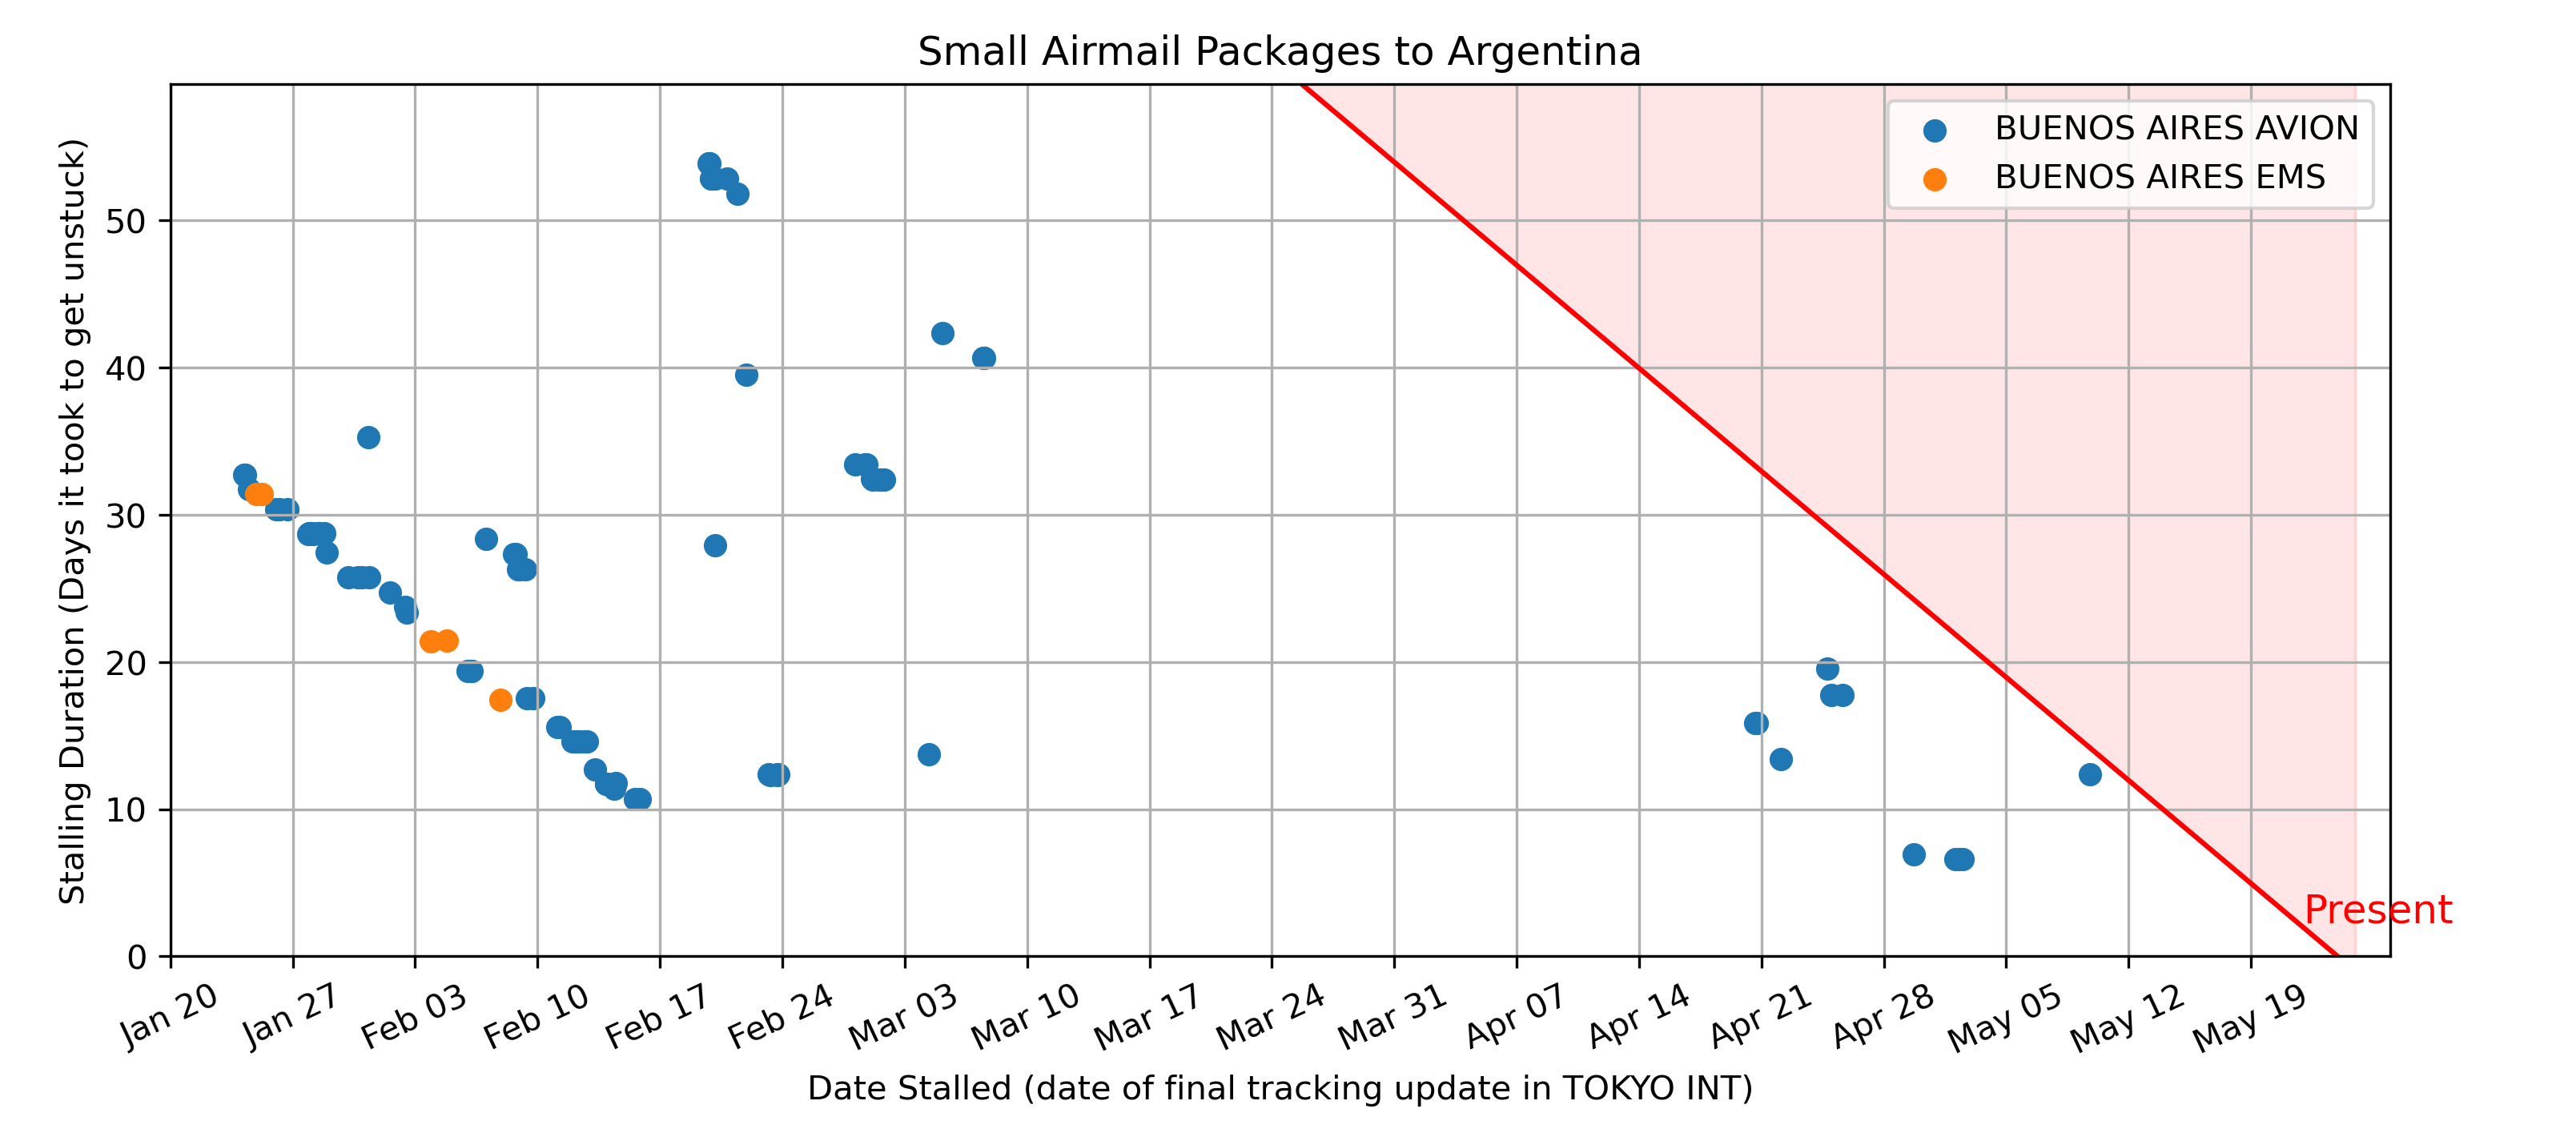 Small Airmail Packages to Argentina
BUENOS AIRES AVION
BUENOS AIRES EMS
Stalling Duration (Days it took to get unstuck)
50
40
30
20
10
0
Present
Jan 20
Jan 27
Feb 03
Feb 10
Feb 17
Feb 24
Mar 03
Mar 10
Mar 17
Mar 24
Mar 31
Apr 07
Apr 14
Apr 21
Apr 28
May 05
May 12
May 19
Date Stalled (date of final tracking update in TOKYO INT)